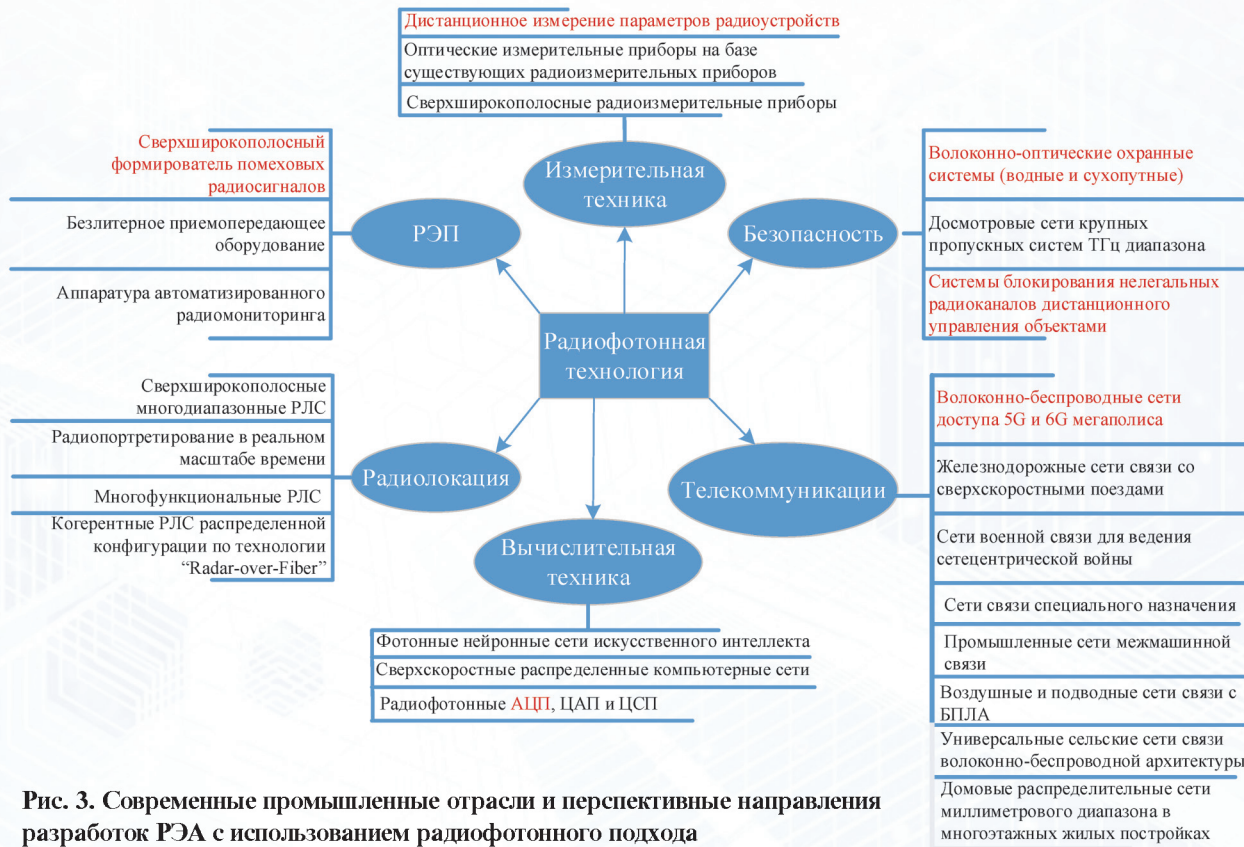 Дистанционное измерение параметров радиоустройств
Оптические измерительные приборы на базе
существующих радиоизмерительных приборов
Сверхширокополосные радиоизмерительные приборы
Измерительная
техника
Сверхширокополосный
формирователь помеховых
радиосигналов
Безлитерное приемопередающее
оборудование
Аппаратура автоматизированного
радиомониторинга
РЭП
Безопасность
Волоконно-оптические охранные
системы (водные и сухопутные)
Досмотровые сети крупных
пропускных систем ТГц диапазона
Системы блокирования нелегальных
радиоканалов дистанционного
управления объектами
Радиофотонная
технология
Сверхширокополосные
многодиапазонные РЛС
Радиопортретирование в реальном
масштабе времени
Многофункциональные РЛС
Когерентные РЛС распределенной
конфигурации по технологии
“Radar-over-Fiber”
Радиолокация
Телекоммуникации
Волоконно-беспроводные сети
доступа 5G и 6G мегаполиса
Железнодорожные сети связи со
сверхскоростными поездами
Сети военной связи для ведения
сетецентрической войны
Сети связи специального назначения
Промышленные сети межмашинной
связи
Воздушные и подводные сети связи с
БПЛА
Универсальные сельские сети связи
волоконно-беспроводной архитектуры
Домовые распределительные сети
миллиметрового диапазона в
многоэтажных жилых постройках
Вычислительная
техника
Фотонные нейронные сети искусственного интеллекта
Сверхскоростные распределенные компьютерные сети
Радиофотонные АЦП, ЦАП и ЦСП
Рис. 3. Современные промышленные отрасли и перспективные направления
разработок РЭА с использованием радиофотонного подхода